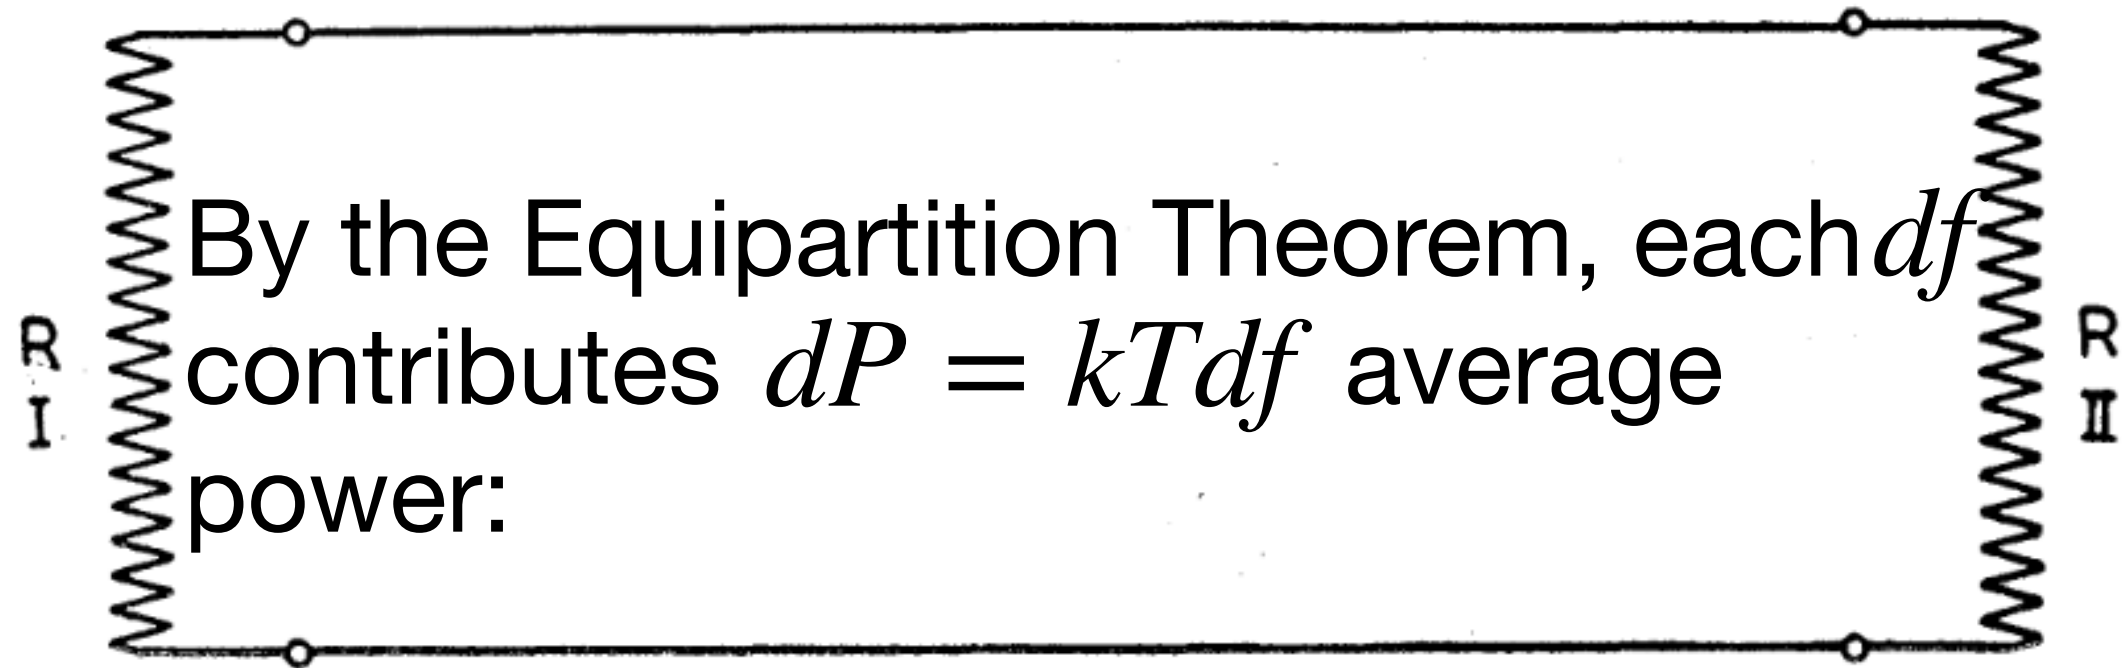 By the Equipartition Theorem, each df
contributes dP = kTdf average
power:
R
I
R
II